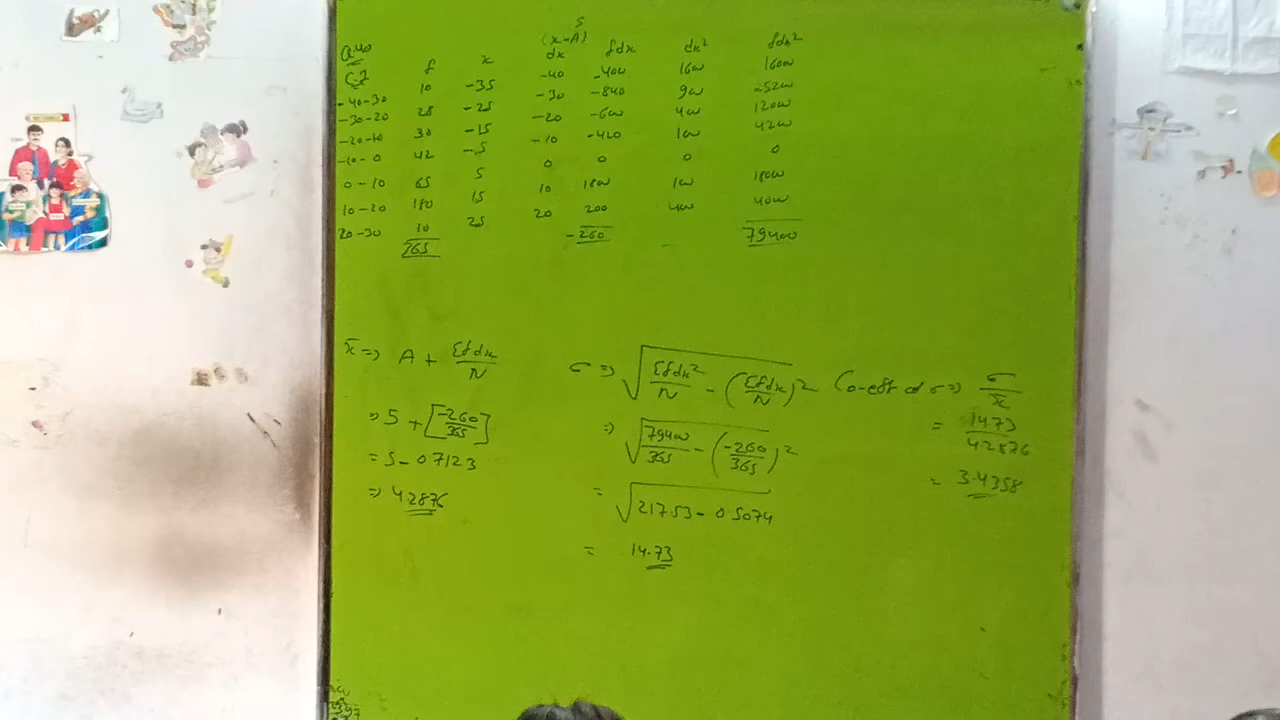 5
Q.40 (x-A)
C.I f x dx fdx dx² fdx²
-40-30 10 -35 -40 -400 1600 16000
-30-20 28 -25 -30 -840 900 25200
-20-10 30 -15 -20 -600 400 12000
-10-0 42 -5 -10 -420 100 4200
0-10 65 5 0 0 0 0
10-20 180 15 10 1800 100 18000
20-30 10 25 20 200 400 4000
365 -260 79400
x̄ => A + Σfdx/N
=> 5 + [-260/365]
= 5 - 0.7123
=> 4.2876
σ => √Σfdx²/N - (Σfdx/N)²
=> √79400/365 - (-260/365)²
= √217.53 - 0.5074
= 14.73
Co-eff of σ => σ/x̄
= 14.73/4.2876
= 3.4358